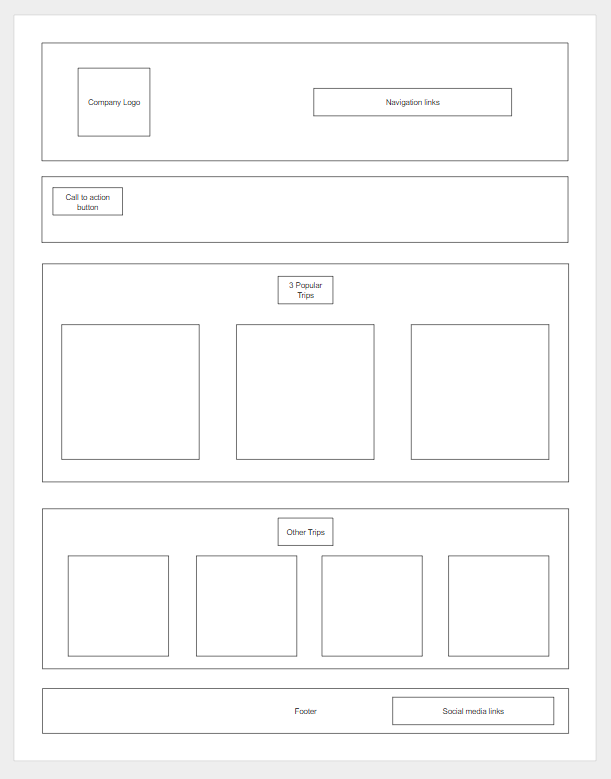 Company Logo
Navigation links
Call to action
button
3 Popular
Trips
Other Trips
Footer
Social media links